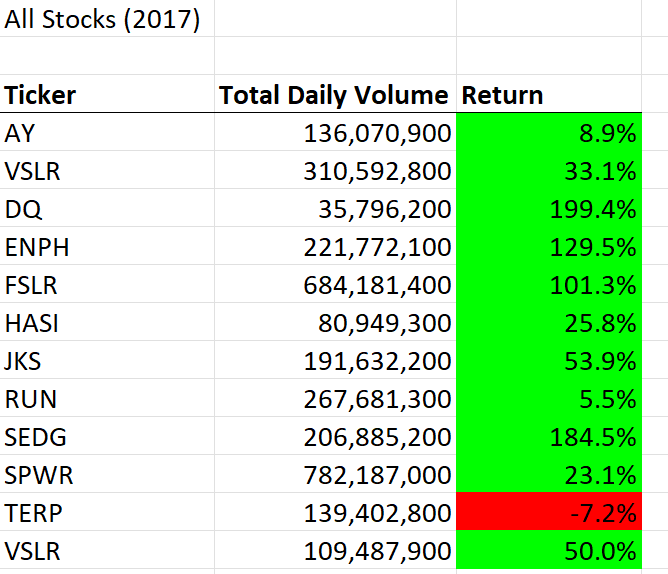 All Stocks (2017)
Ticker Total Daily Volume Return
AY 136,070,900 8.9%
VSLR 310,592,800 33.1%
DQ 35,796,200 199.4%
ENPH 221,772,100 129.5%
FSLR 684,181,400 101.3%
HASI 80,949,300 25.8%
JKS 191,632,200 53.9%
RUN 267,681,300 5.5%
SEDG 206,885,200 184.5%
SPWR 782,187,000 23.1%
TERP 139,402,800 -7.2%
VSLR 109,487,900 50.0%